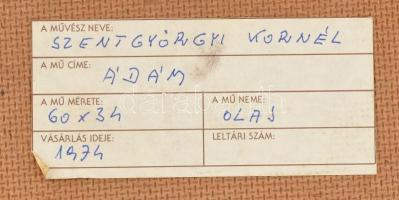 A MŰVÉSZ NEVE:
SZENTGYÖRGYI KORNÉL
A MŰ CÍME:
ÁDÁM
A MŰ MÉRETE:
60 x 34
A MŰ NEME:
OLAJ
VÁSÁRLÁS IDEJE:
1974
LELTÁRI SZÁM: